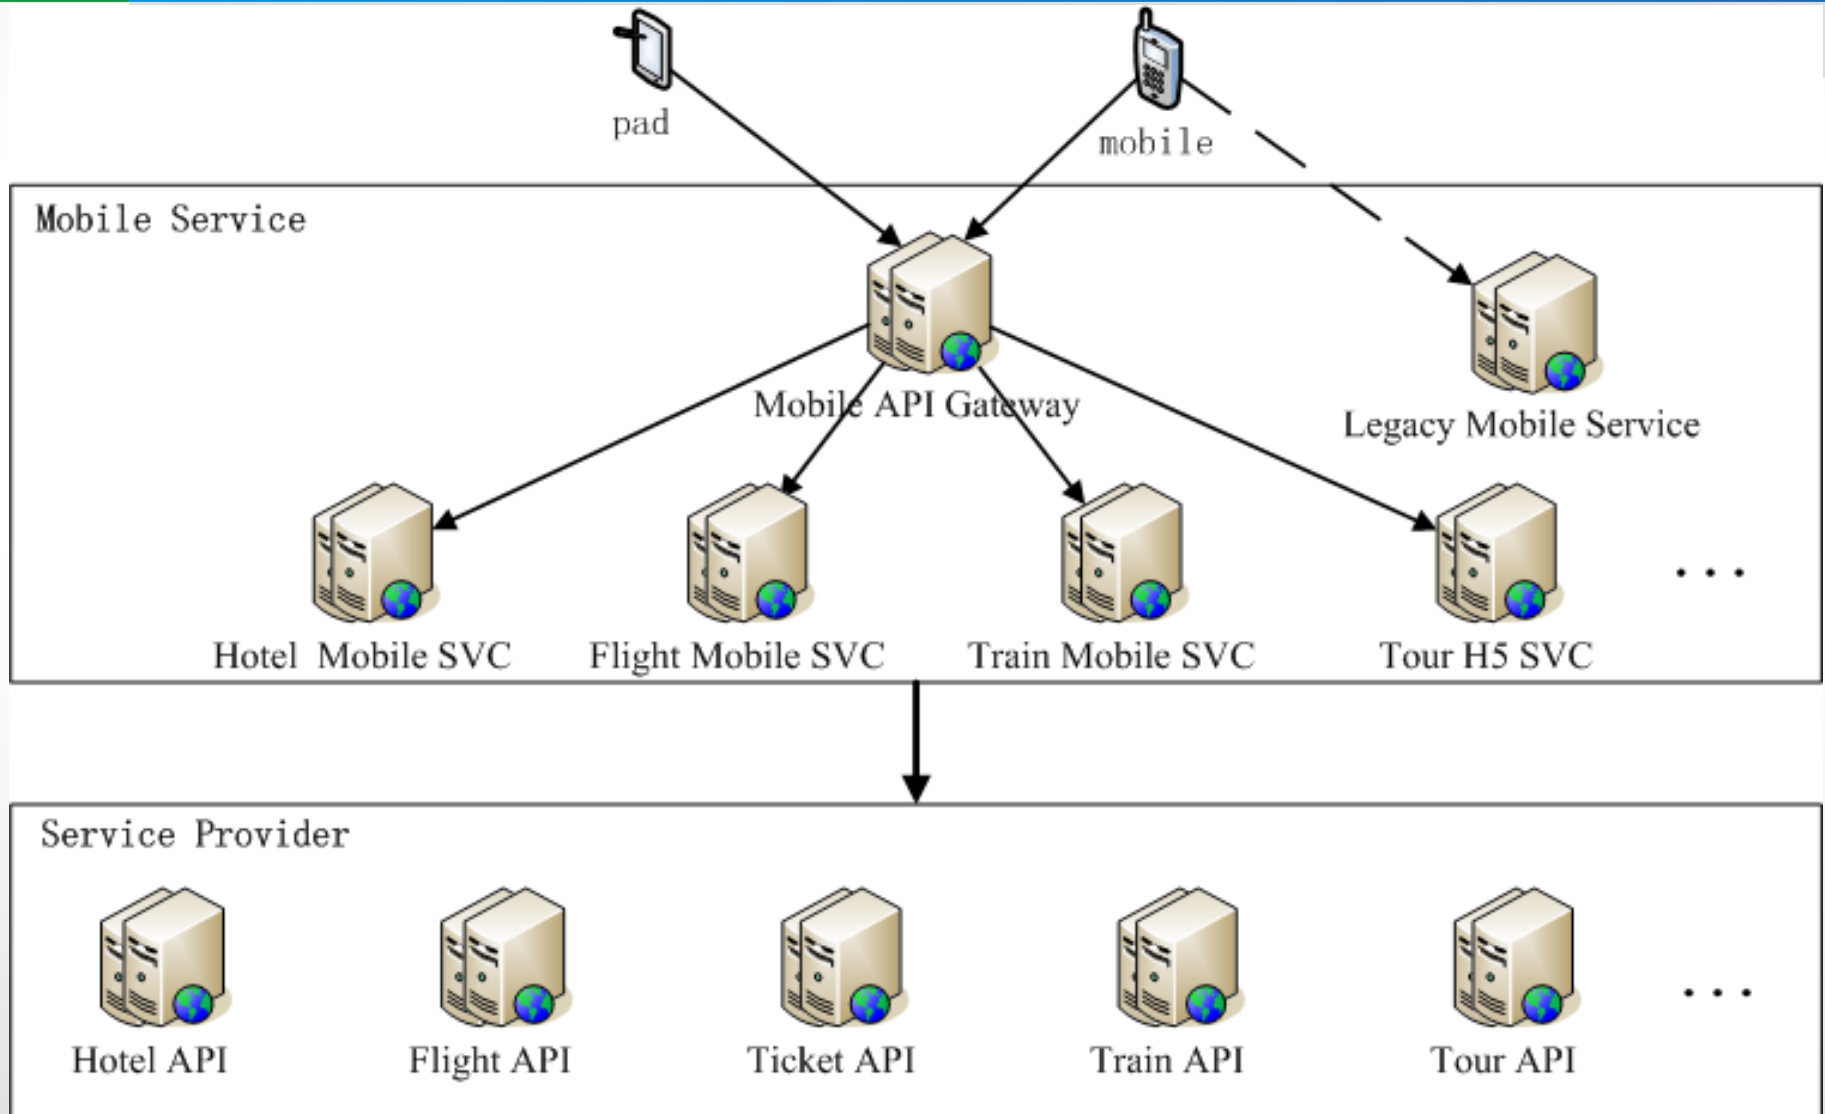 pad
mobile
Mobile Service
Mobile API Gateway
Legacy Mobile Service
Hotel  Mobile SVC
Flight Mobile SVC
Train Mobile SVC
Tour H5 SVC
...
Service Provider
Hotel API
Flight API
Ticket API
Train API
Tour API
...